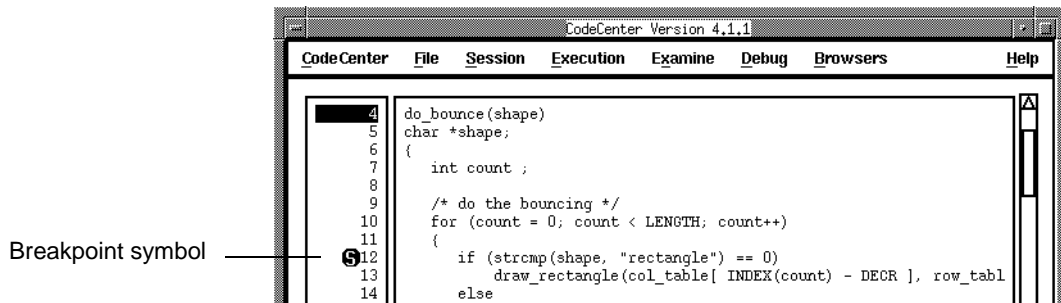 CodeCenter Version 4.1.1
CodeCenter File Session Execution Examine Debug Browsers Help
4 do_bounce(shape)
5 char *shape;
6 {
7 int count ;
8
9 /* do the bouncing */
10 for (count = 0; count < LENGTH; count++)
11 {
Breakpoint symbol S 12 if (strcmp(shape, "rectangle") == 0)
13 draw_rectangle(col_table[ INDEX(count) - DECR ], row_tabl
14 else